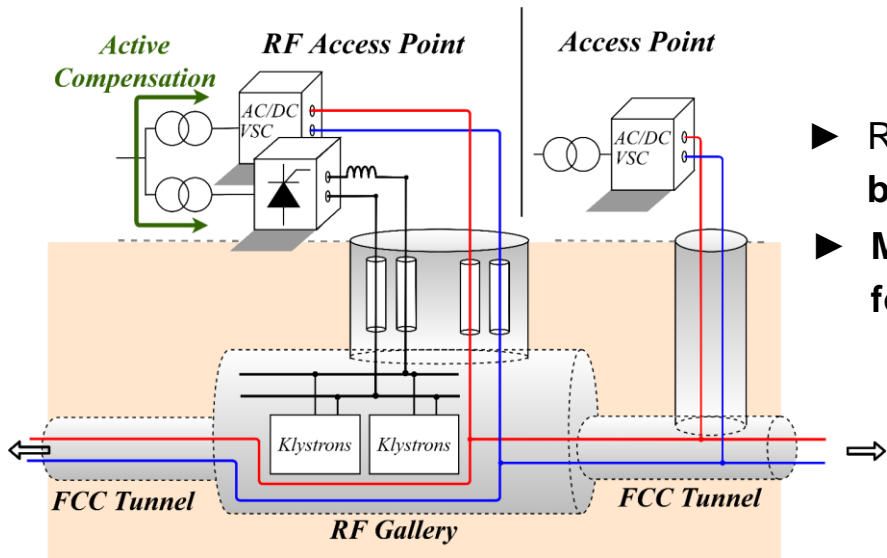 Active
Compensation
RF Access Point
Access Point
AC/DC
VSC
AC/DC
VSC
► R
b
► M
fo
Klystrons
Klystrons
FCC Tunnel
RF Gallery
FCC Tunnel